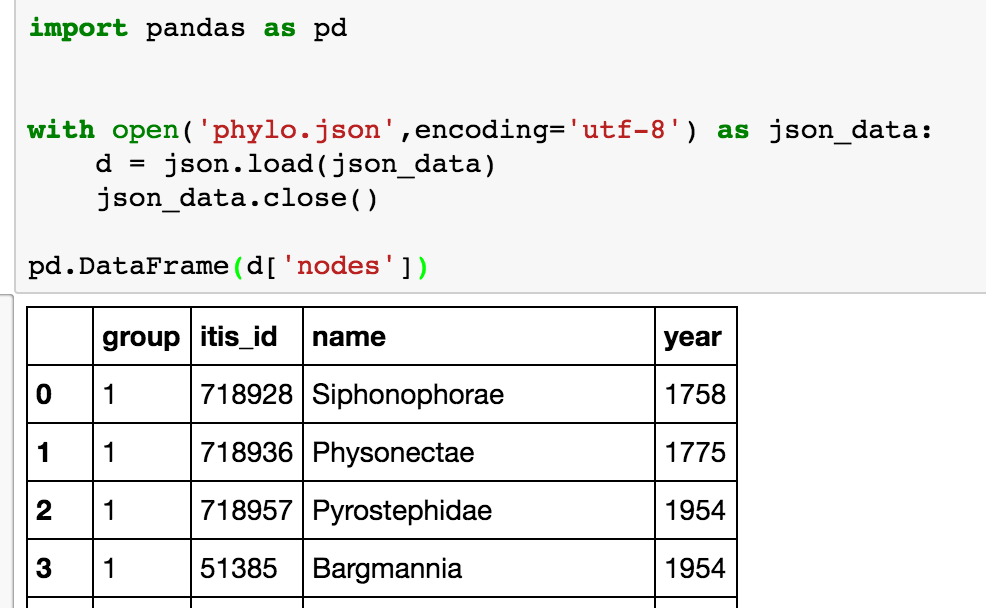 import pandas as pd
with open('phylo.json',encoding='utf-8') as json_data:
    d = json.load(json_data)
    json_data.close()
pd.DataFrame(d['nodes'])
group itis_id name year
0 1 718928 Siphonophorae 1758
1 1 718936 Physonectae 1775
2 1 718957 Pyrostephidae 1954
3 1 51385 Bargmannia 1954